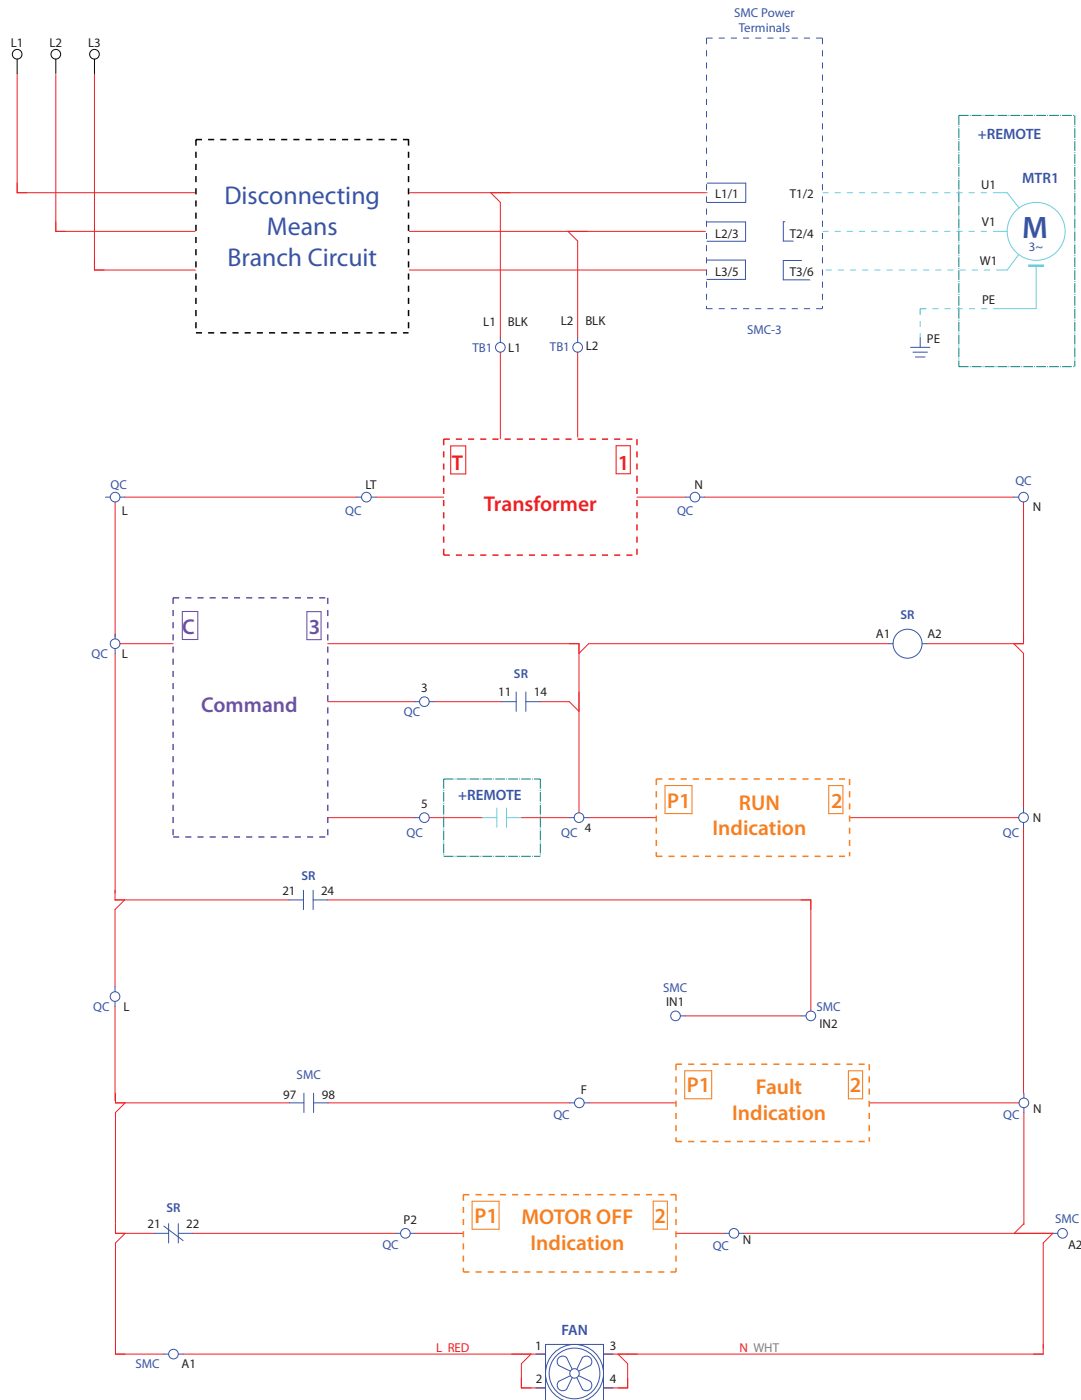 SMC Power
Terminals
L1
L2
L3
+REMOTE
MTR1
Disconnecting
Means
Branch Circuit
L1/1
T1/2
U1
L2/3
T2/4
V1
M
3~
L3/5
T3/6
W1
PE
L1 BLK
L2 BLK
SMC-3
PE
TB1
L1
TB1
L2
T
1
Transformer
QC
L
LT
QC
N
QC
QC
N
C
3
Command
QC
L
SR
A1
A2
3
QC
SR
11
14
+REMOTE
5
QC
QC
4
P1
RUN
Indication
2
QC
N
SR
21
24
QC
L
SMC
IN1
SMC
IN2
SMC
97
98
F
QC
P1
Fault
Indication
2
QC
N
SR
21
22
P2
QC
P1
MOTOR OFF
Indication
2
QC
N
SMC
A2
FAN
SMC
A1
L RED
1
3
N WHT
2
4